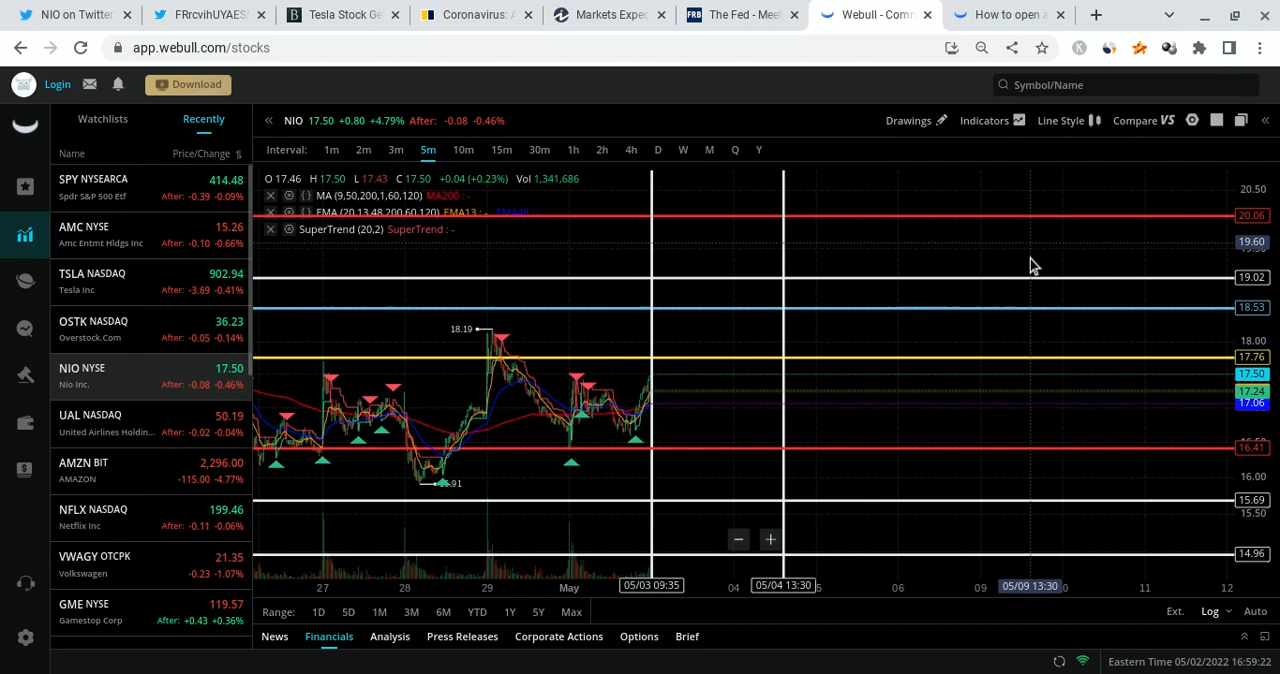 NIO on Twitter
FRrcvihUYAES
Tesla Stock Ge
Coronavirus: A
Markets Expec
FRB The Fed - Meet
Webull - Comm
How to open a
app.webull.com/stocks
Login
Download
Symbol/Name
Watchlists
Recently
Name
Price/Change
SPY NYSEARCA 414.48
Spdr S&P 500 Etf After: -0.39 -0.09%
AMC NYSE 15.26
Amc Entmt Hldgs Inc After: -0.10 -0.66%
TSLA NASDAQ 902.94
Tesla Inc After: -3.69 -0.41%
OSTK NASDAQ 36.23
Overstock.Com After: -0.05 -0.14%
NIO NYSE 17.50
Nio Inc. After: -0.08 -0.46%
UAL NASDAQ 50.19
United Airlines Holdin... After: -0.02 -0.04%
AMZN BIT 2,296.00
AMAZON -115.00 -4.77%
NFLX NASDAQ 199.46
Netflix Inc After: -0.11 -0.06%
VWAGY OTCPK 21.35
Volkswagen -0.23 -1.07%
GME NYSE 119.57
Gamestop Corp After: +0.43 +0.36%
NIO 17.50 +0.80 +4.79% After: -0.08 -0.46%
Drawings Indicators Line Style Compare VS
Interval: 1m 2m 3m 5m 10m 15m 30m 1h 2h 4h D W M Q Y
O 17.46 H 17.50 L 17.43 C 17.50 +0.04 (+0.23%) Vol 1,341,686
MA (9,50,200,1,60,120) MA200 : -
EMA (20,13,48,200,60,120) EMA13 : - EMA48
SuperTrend (20,2) SuperTrend : -
20.50
20.06
19.60
19.02
18.53
18.19
18.00
17.76
17.50
17.24
17.06
16.41
16.00
15.69
15.50
14.96
27 28 29 May 05/03 09:35 04 05/04 13:30 5 06 09 05/09 13:30 0 11 12
Range: 1D 5D 1M 3M 6M YTD 1Y 5Y Max
Ext. Log Auto
News Financials Analysis Press Releases Corporate Actions Options Brief
Eastern Time 05/02/2022 16:59:22